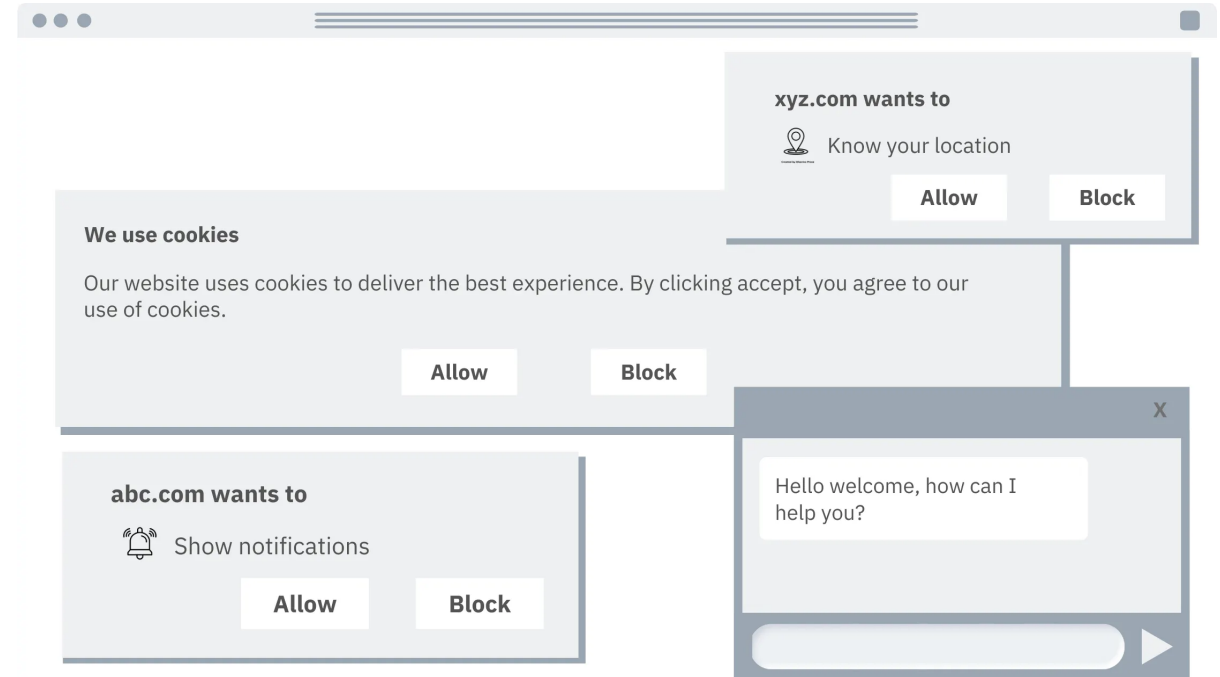 xyz.com wants to
Know your location
Allow Block
We use cookies
Our website uses cookies to deliver the best experience. By clicking accept, you agree to our
use of cookies.
Allow Block
X
Hello welcome, how can I
help you?
abc.com wants to
Show notifications
Allow Block